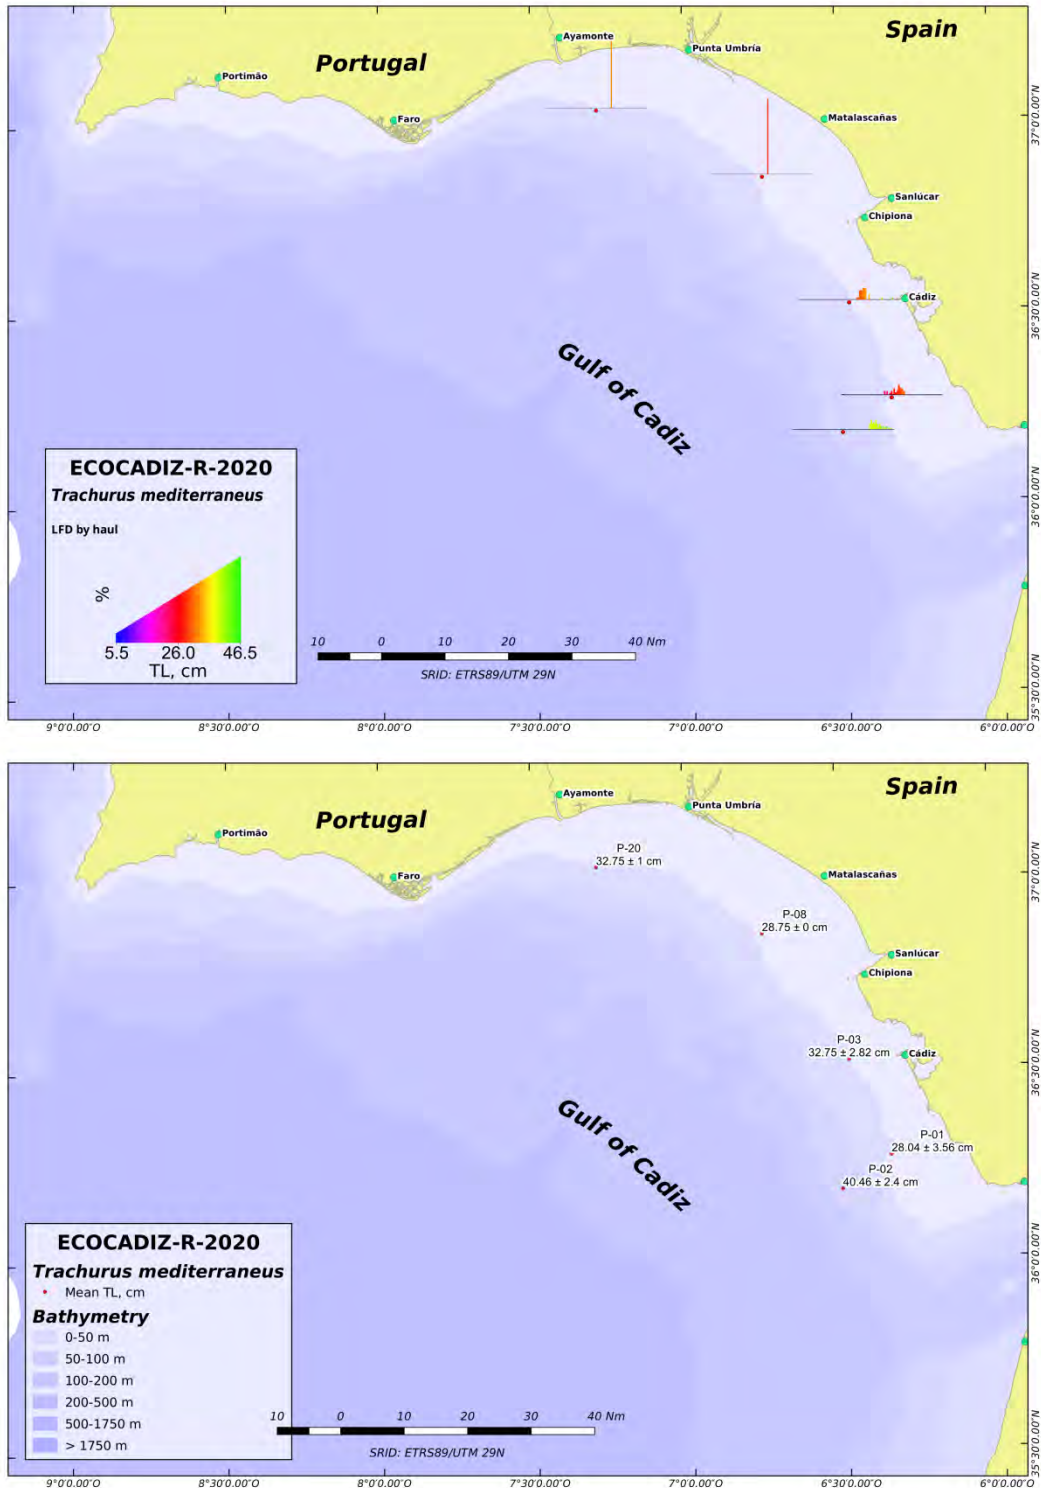 Spain
Ayamonte
Punta Umbría
Portugal
Portimão
Faro
Matalascañas
37°0'0.00"N
Sanlúcar
Chipiona
Cádiz
36°30'0.00"N
Gulf of Cadiz
36°0'0.00"N
ECOCADIZ-R-2020
Trachurus mediterraneus
LFD by haul
%
5.5 26.0 46.5
TL, cm
10 0 10 20 30 40 Nm
SRID: ETRS89/UTM 29N
35°30'0.00"N
9°0'0.00"O 8°30'0.00"O 8°0'0.00"O 7°30'0.00"O 7°0'0.00"O 6°30'0.00"O 6°0'0.00"O
Spain
Ayamonte
Punta Umbría
Portugal
Portimão
P-20
32.75 ± 1 cm
Faro
Matalascañas
37°0'0.00"N
P-08
28.75 ± 0 cm
Sanlúcar
Chipiona
P-03
32.75 ± 2.82 cm
Cádiz
36°30'0.00"N
Gulf of Cadiz
P-01
28.04 ± 3.56 cm
P-02
40.46 ± 2.4 cm
36°0'0.00"N
ECOCADIZ-R-2020
Trachurus mediterraneus
Mean TL, cm
Bathymetry
0-50 m
50-100 m
100-200 m
200-500 m
500-1750 m
> 1750 m
10 0 10 20 30 40 Nm
SRID: ETRS89/UTM 29N
35°30'0.00"N
9°0'0.00"O 8°30'0.00"O 8°0'0.00"O 7°30'0.00"O 7°0'0.00"O 6°30'0.00"O 6°0'0.00"O